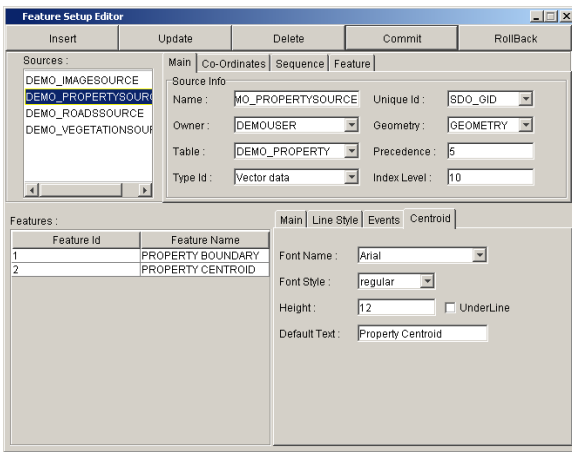 Feature Setup Editor
Insert Update Delete Commit RollBack
Sources :
DEMO_IMAGESOURCE
DEMO_PROPERTYSOURC
DEMO_ROADSSOURCE
DEMO_VEGETATIONSOUR
Main Co-Ordinates Sequence Feature
Source Info
Name : MO_PROPERTYSOURCE Unique Id : SDO_GID
Owner : DEMOUSER Geometry : GEOMETRY
Table : DEMO_PROPERTY Precedence : 5
Type Id : Vector data Index Level : 10
Features :
Feature Id Feature Name
1 PROPERTY BOUNDARY
2 PROPERTY CENTROID
Main Line Style Events Centroid
Font Name : Arial
Font Style : regular
Height : 12 UnderLine
Default Text : Property Centroid